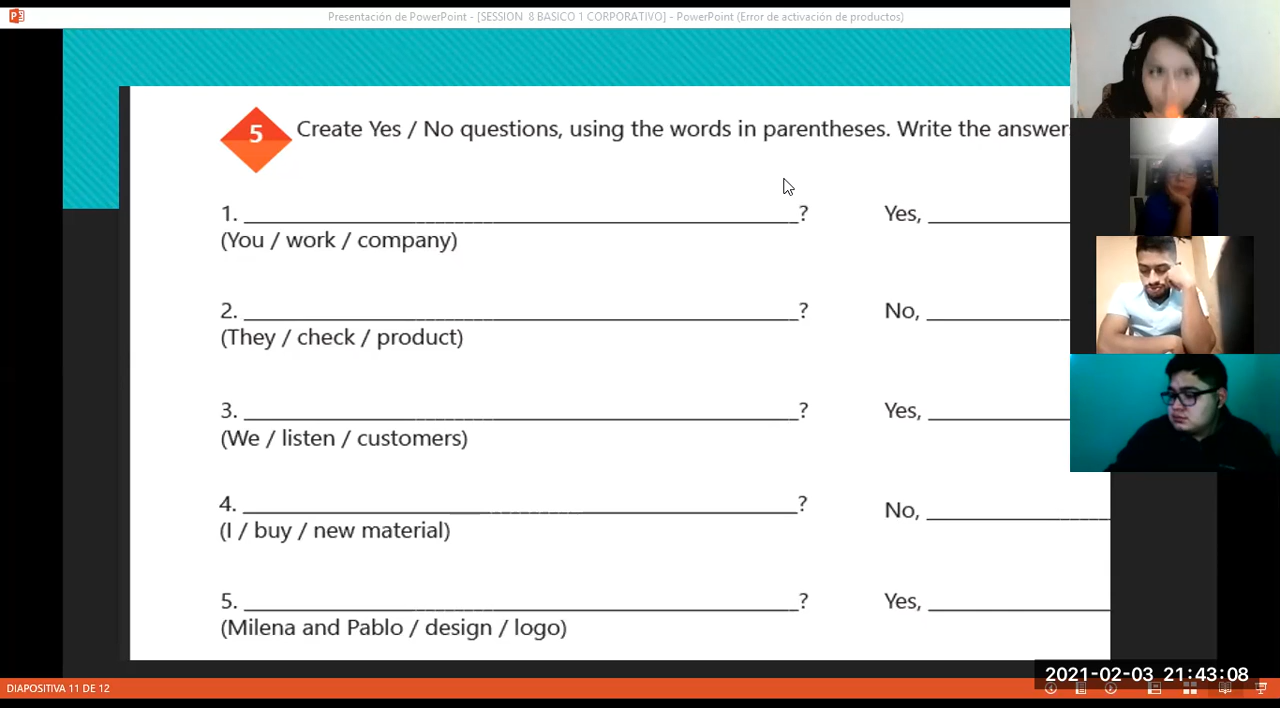 Presentación de PowerPoint - [SESSION 8 BASICO 1 CORPORATIVO] - PowerPoint (Error de activación de productos)
5 Create Yes / No questions, using the words in parentheses. Write the answers
1. ? Yes,
(You / work / company)
2. ? No,
(They / check / product)
3. ? Yes,
(We / listen / customers)
4. ? No,
(I / buy / new material)
5. ? Yes,
(Milena and Pablo / design / logo)
2021-02-03 21:43:08
DIAPOSITIVA 11 DE 12